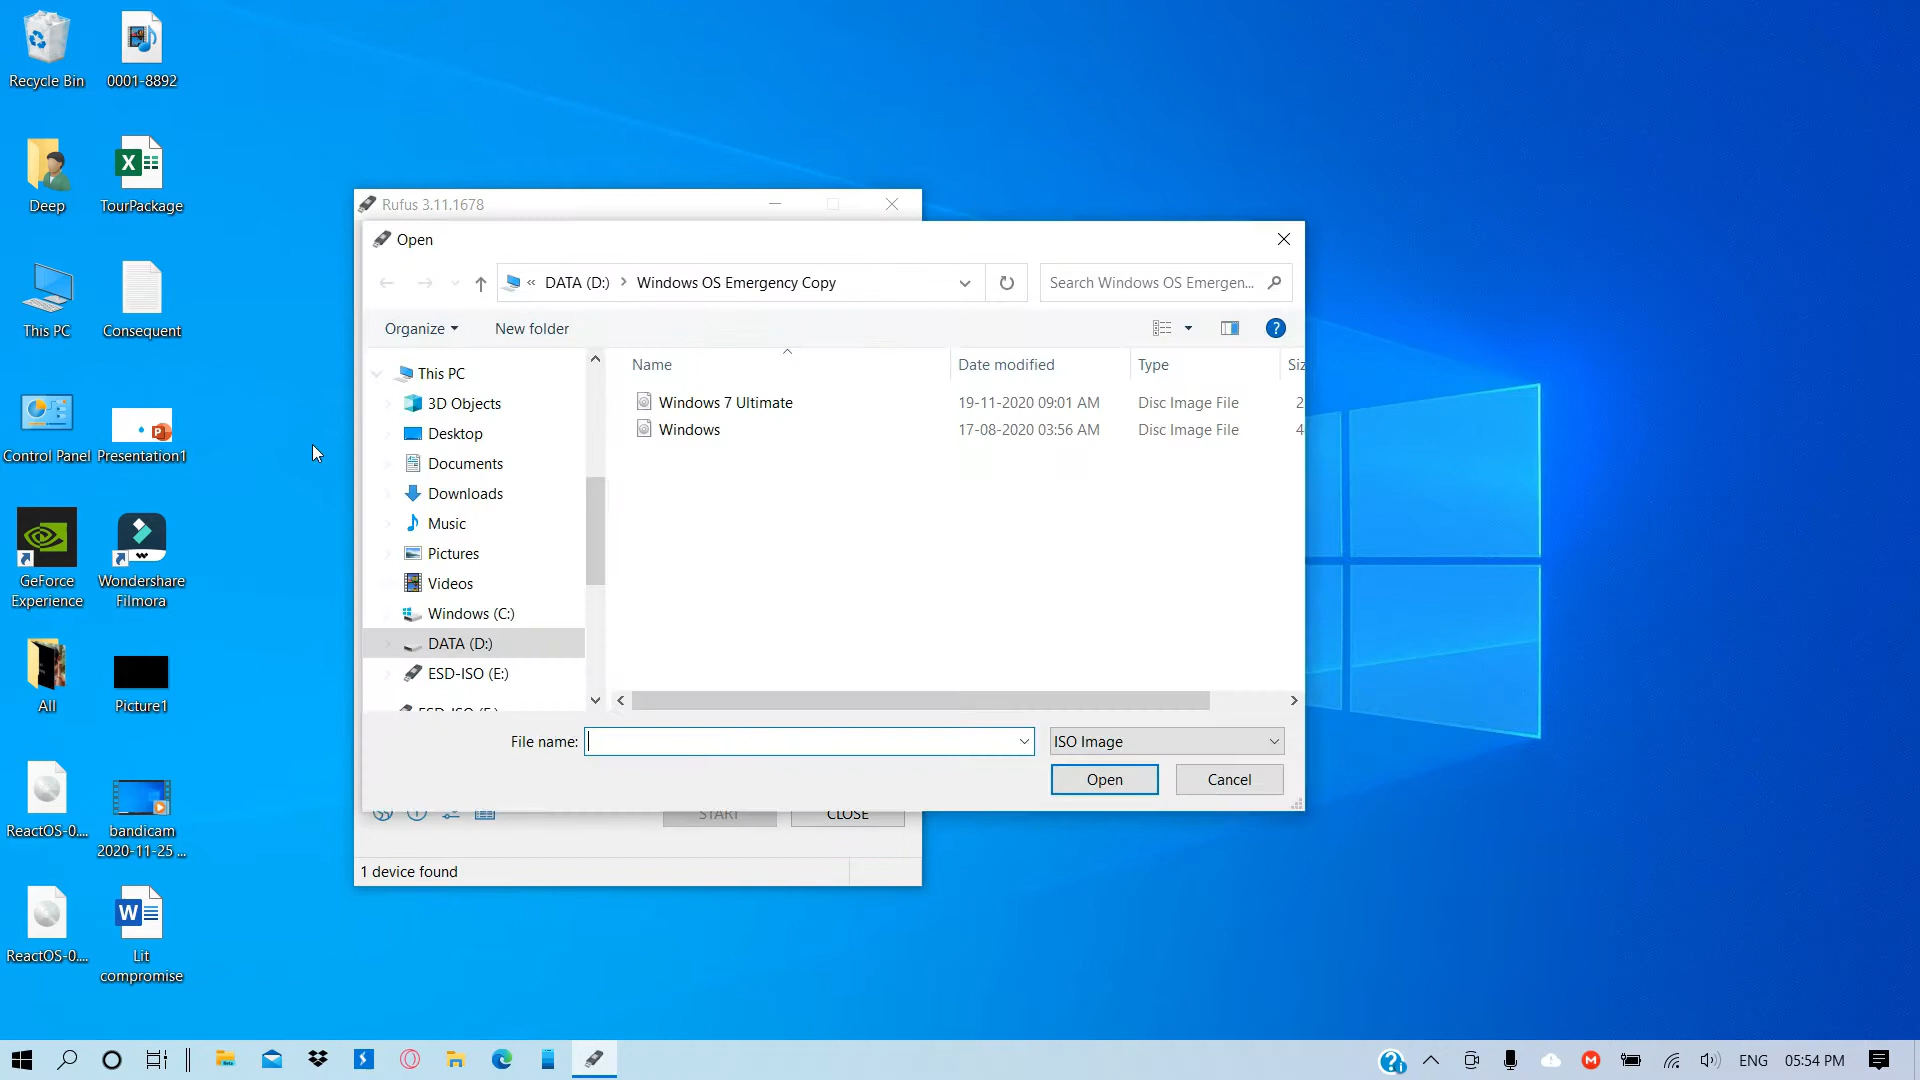 Recycle Bin
0001-8892
Deep
TourPackage
This PC
Consequent
Control Panel
Presentation1
GeForce
Experience
Wondershare
Filmora
All
Picture1
ReactOS-0....
bandicam
2020-11-25 ...
ReactOS-0....
Lit
compromise
Rufus 3.11.1678
Open
« DATA (D:) > Windows OS Emergency Copy
Search Windows OS Emergen...
Organize
New folder
Name
Date modified
Type
Siz
Windows 7 Ultimate
19-11-2020 09:01 AM
Disc Image File
2
Windows
17-08-2020 03:56 AM
Disc Image File
4
This PC
3D Objects
Desktop
Documents
Downloads
Music
Pictures
Videos
Windows (C:)
DATA (D:)
ESD-ISO (E:)
ESD-ISO (E:)
File name:
ISO Image
Open
Cancel
START
CLOSE
1 device found
ENG
05:54 PM